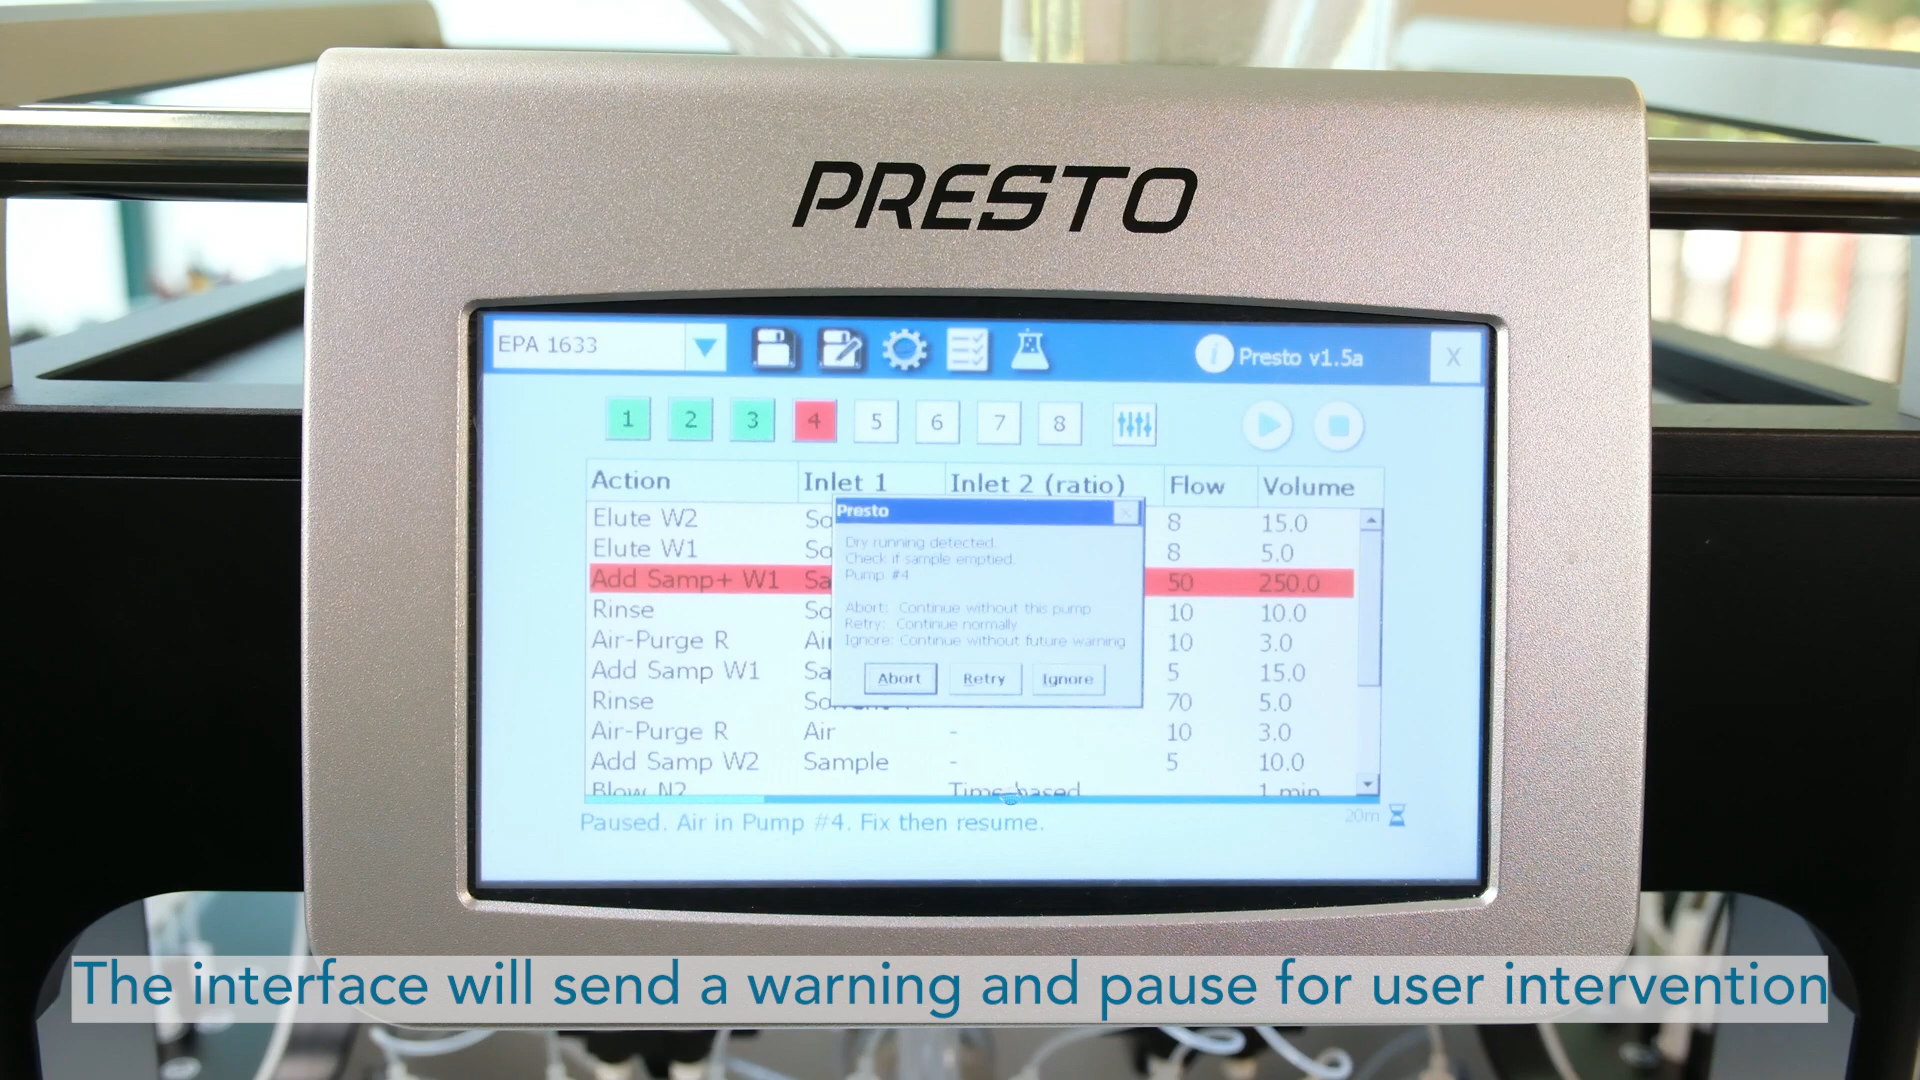 PRESTO
EPA 1633
Presto v1.5a
X
1 2 3 4 5 6 7 8
Action Inlet 1 Inlet 2 (ratio) Flow Volume
Elute W2 8 15.0
Elute W1 8 5.0
Add Samp+ W1 50 250.0
Rinse 10 10.0
Air-Purge R 10 3.0
Add Samp W1 5 15.0
Rinse 70 5.0
Air-Purge R Air - 10 3.0
Add Samp W2 Sample - 5 10.0
Blow N2 Time-based 1 min
Presto
Dry running detected.
Check if sample emptied.
Pump #4
Abort: Continue without this pump
Retry: Continue normally
Ignore: Continue without future warning
Abort Retry Ignore
Paused. Air in Pump #4. Fix then resume.
20m
The interface will send a warning and pause for user intervention